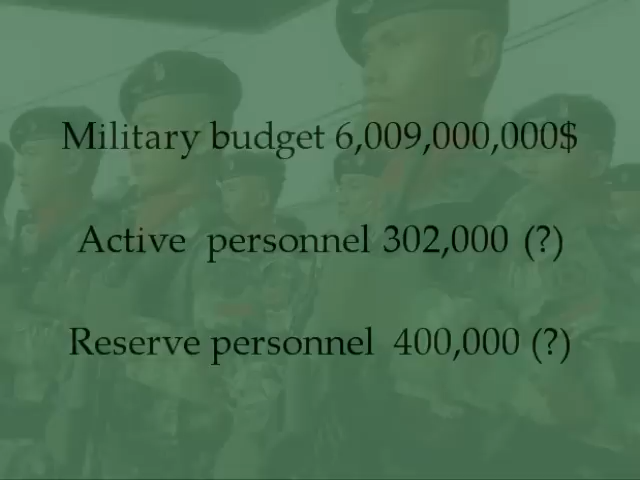 Military budget 6,009,000,000$
Active personnel 302,000 (?)
Reserve personnel 400,000 (?)